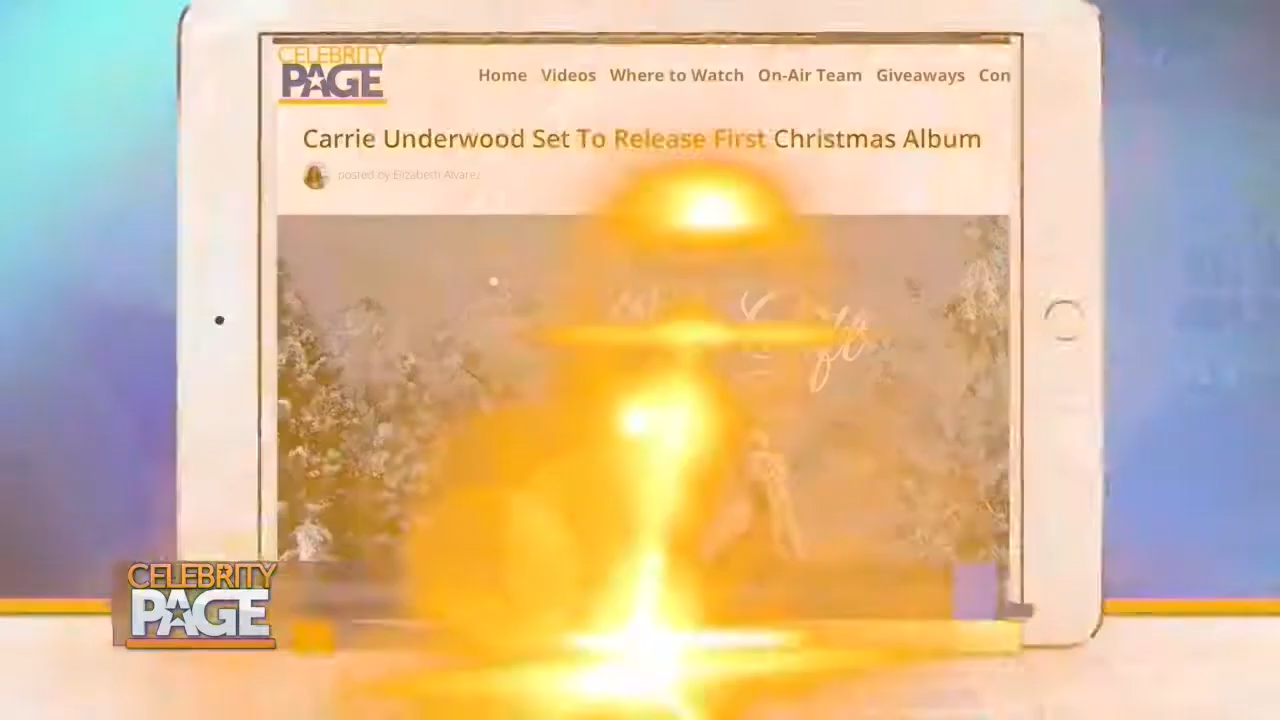 CELEBRITY
PAGE
Home Videos Where to Watch On-Air Team Giveaways Con
Carrie Underwood Set To Release First Christmas Album
posted by Elizabeth Alvarez
CELEBRITY
PAGE